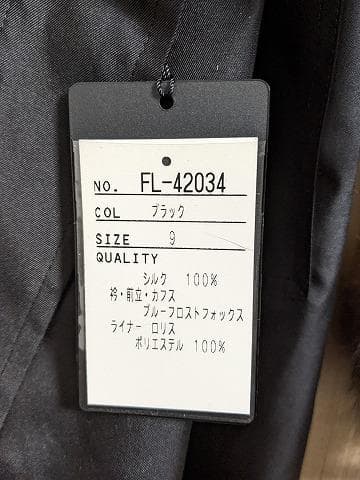 NO. FL-42034
COL ブラック
SIZE 9
QUALITY
シルク 100%
衿・前立・カフス
ブルーフロストフォックス
ライナー ロリス
ポリエステル 100%